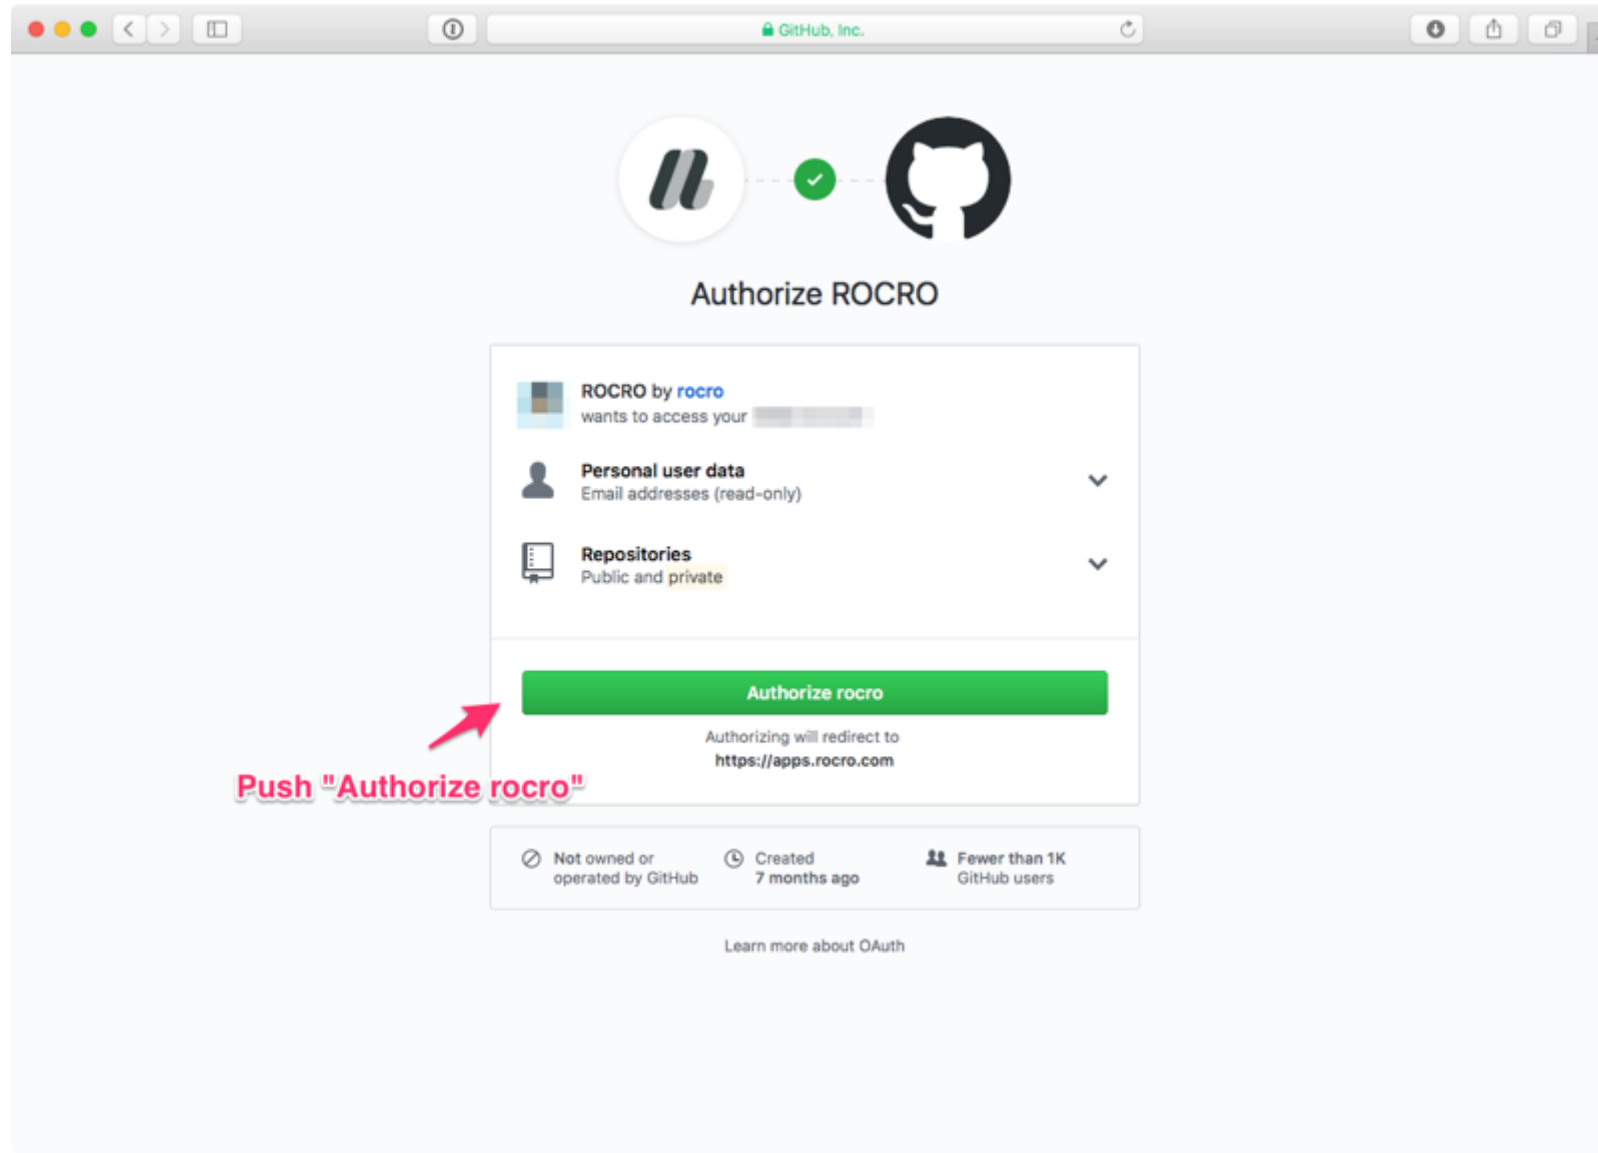 GitHub, Inc.
Authorize ROCRO
ROCRO by rocro
wants to access your
Personal user data
Email addresses (read-only)
Repositories
Public and private
Authorize rocro
Authorizing will redirect to
https://apps.rocro.com
Push "Authorize rocro"
Not owned or
operated by GitHub
Created
7 months ago
Fewer than 1K
GitHub users
Learn more about OAuth